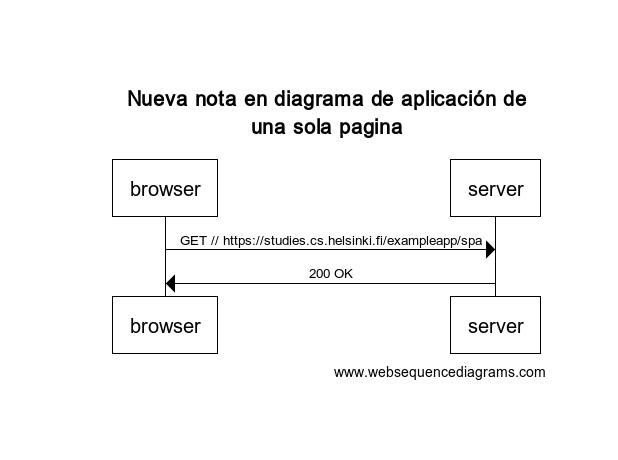 Nueva nota en diagrama de aplicación de
una sola pagina
browser
server
GET // https://studies.cs.helsinki.fi/exampleapp/spa
200 OK
browser
server
www.websequencediagrams.com